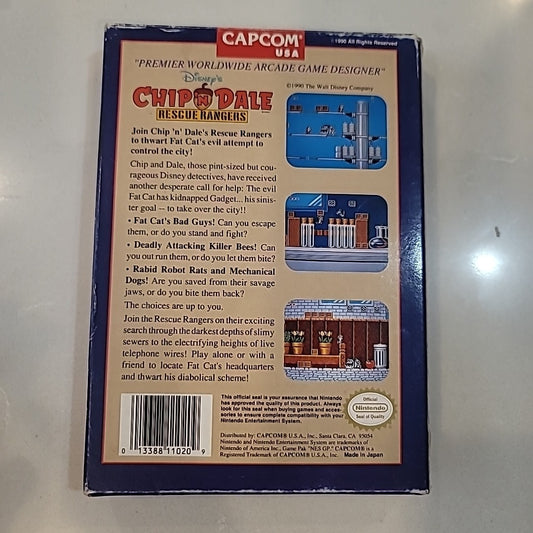 CAPCOM®
USA
©1990 All Rights Reserved
"PREMIER WORLDWIDE ARCADE GAME DESIGNER"
Disney's
CHIP 'N DALE
RESCUE RANGERS
©1990 The Walt Disney Company
Join Chip 'n' Dale's Rescue Rangers
to thwart Fat Cat's evil attempt to
control the city!
Chip and Dale, those pint-sized but cou-
rageous Disney detectives, have received
another desperate call for help: The evil
Fat Cat has kidnapped Gadget... his sinis-
ter goal -- to take over the city!!
• Fat Cat's Bad Guys! Can you escape
them, or do you stand and fight?
• Deadly Attacking Killer Bees! Can
you out run them, or do you let them bite?
• Rabid Robot Rats and Mechanical
Dogs! Are you saved from their savage
jaws, or do you bite them back?
The choices are up to you.
Join the Rescue Rangers on their exciting
search through the darkest depths of slimy
sewers to the electrifying heights of live
telephone wires! Play alone or with a
friend to locate Fat Cat's headquarters
and thwart his diabolical scheme!
This official seal is your assurance that Nintendo
has approved the quality of this product. Always
look for this seal when buying games and acces-
sories to ensure complete compatibility with your
Nintendo Entertainment System.
Official
Nintendo
Seal of Quality
Distributed by: CAPCOM® U.S.A., Inc., Santa Clara, CA 95054
Nintendo and Nintendo Entertainment System are trademarks of
Nintendo of America Inc., Game Pak "NES GP." CAPCOM® is a
Registered Trademark of CAPCOM® U.S.A., Inc. Made in Japan
0 13388 11020 9